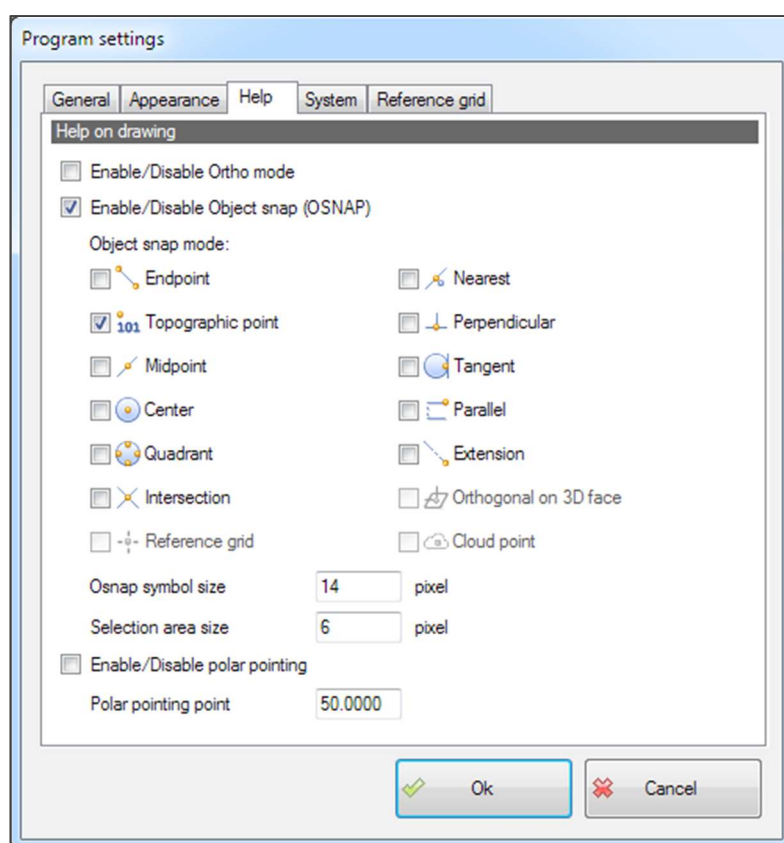 Program settings
General Appearance Help System Reference grid
Help on drawing
Enable/Disable Ortho mode
Enable/Disable Object snap (OSNAP)
Object snap mode:
Endpoint Nearest
101 Topographic point Perpendicular
Midpoint Tangent
Center Parallel
Quadrant Extension
Intersection Orthogonal on 3D face
Reference grid Cloud point
Osnap symbol size 14 pixel
Selection area size 6 pixel
Enable/Disable polar pointing
Polar pointing point 50.0000
Ok Cancel